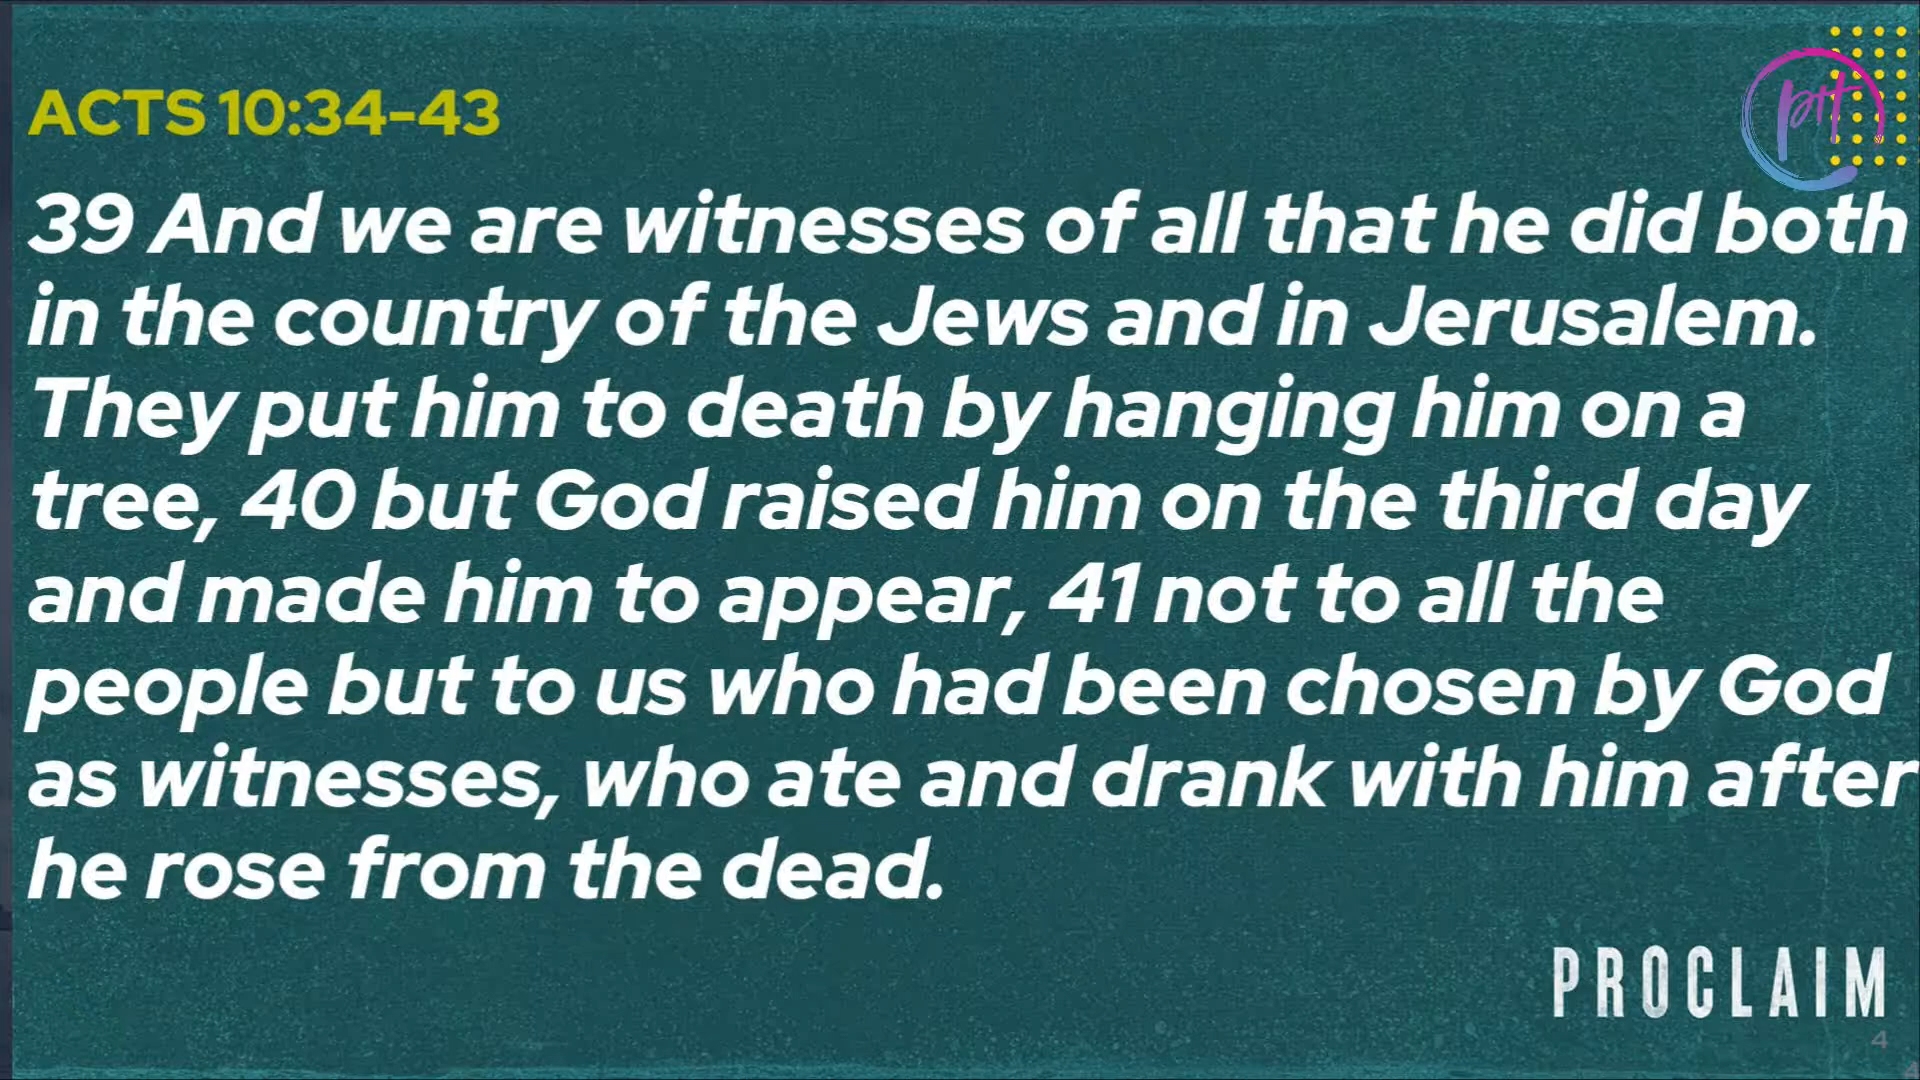 ACTS 10:34-43
pH
39 And we are witnesses of all that he did both
in the country of the Jews and in Jerusalem.
They put him to death by hanging him on a
tree, 40 but God raised him on the third day
and made him to appear, 41 not to all the
people but to us who had been chosen by God
as witnesses, who ate and drank with him after
he rose from the dead.
PROCLAIM
4